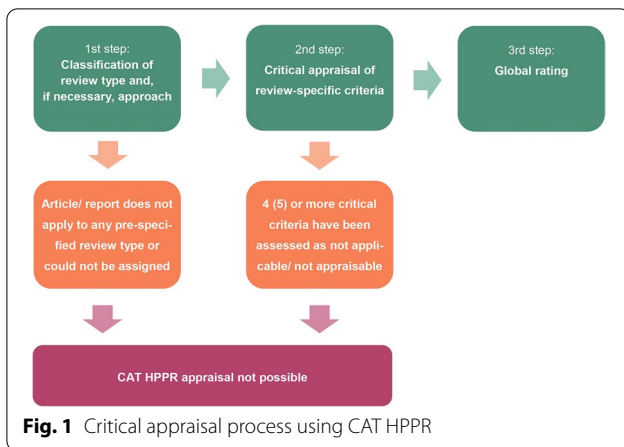 1st step:
Classification of
review type and,
if necessary, approach
2nd step:
Critical appraisal of
review-specific criteria
3rd step:
Global rating
Article/ report does not
apply to any pre-speci-
fied review type or
could not be assigned
4 (5) or more critical
criteria have been
assessed as not appli-
cable/ not appraisable
CAT HPPR appraisal not possible
Fig. 1 Critical appraisal process using CAT HPPR